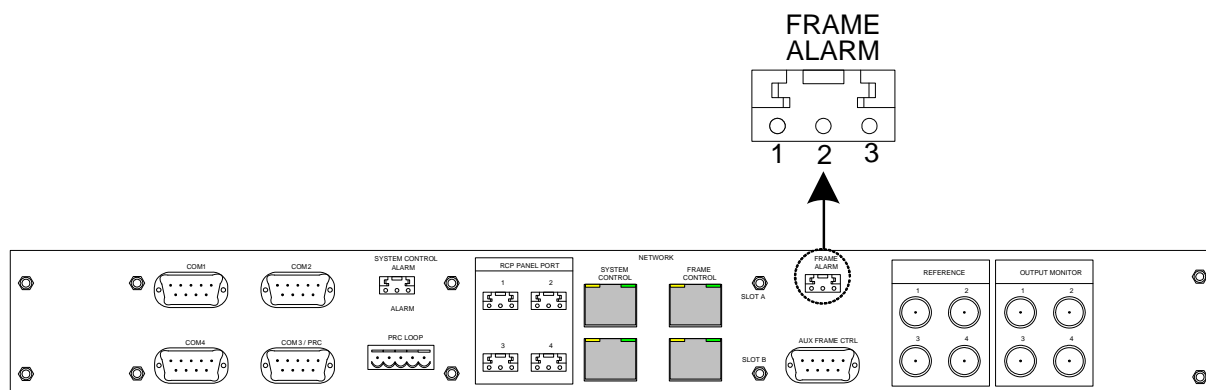 FRAME
ALARM
1 2 3
COM1
COM2
SYSTEM CONTROL
ALARM
ALARM
RCP PANEL PORT
1 2
3 4
NETWORK
SYSTEM
CONTROL
FRAME
CONTROL
SLOT A
FRAME
ALARM
REFERENCE
1 2
3 4
OUTPUT MONITOR
1 2
3 4
COM4
COM3 / PRC
PRC LOOP
SLOT B
AUX FRAME CTRL